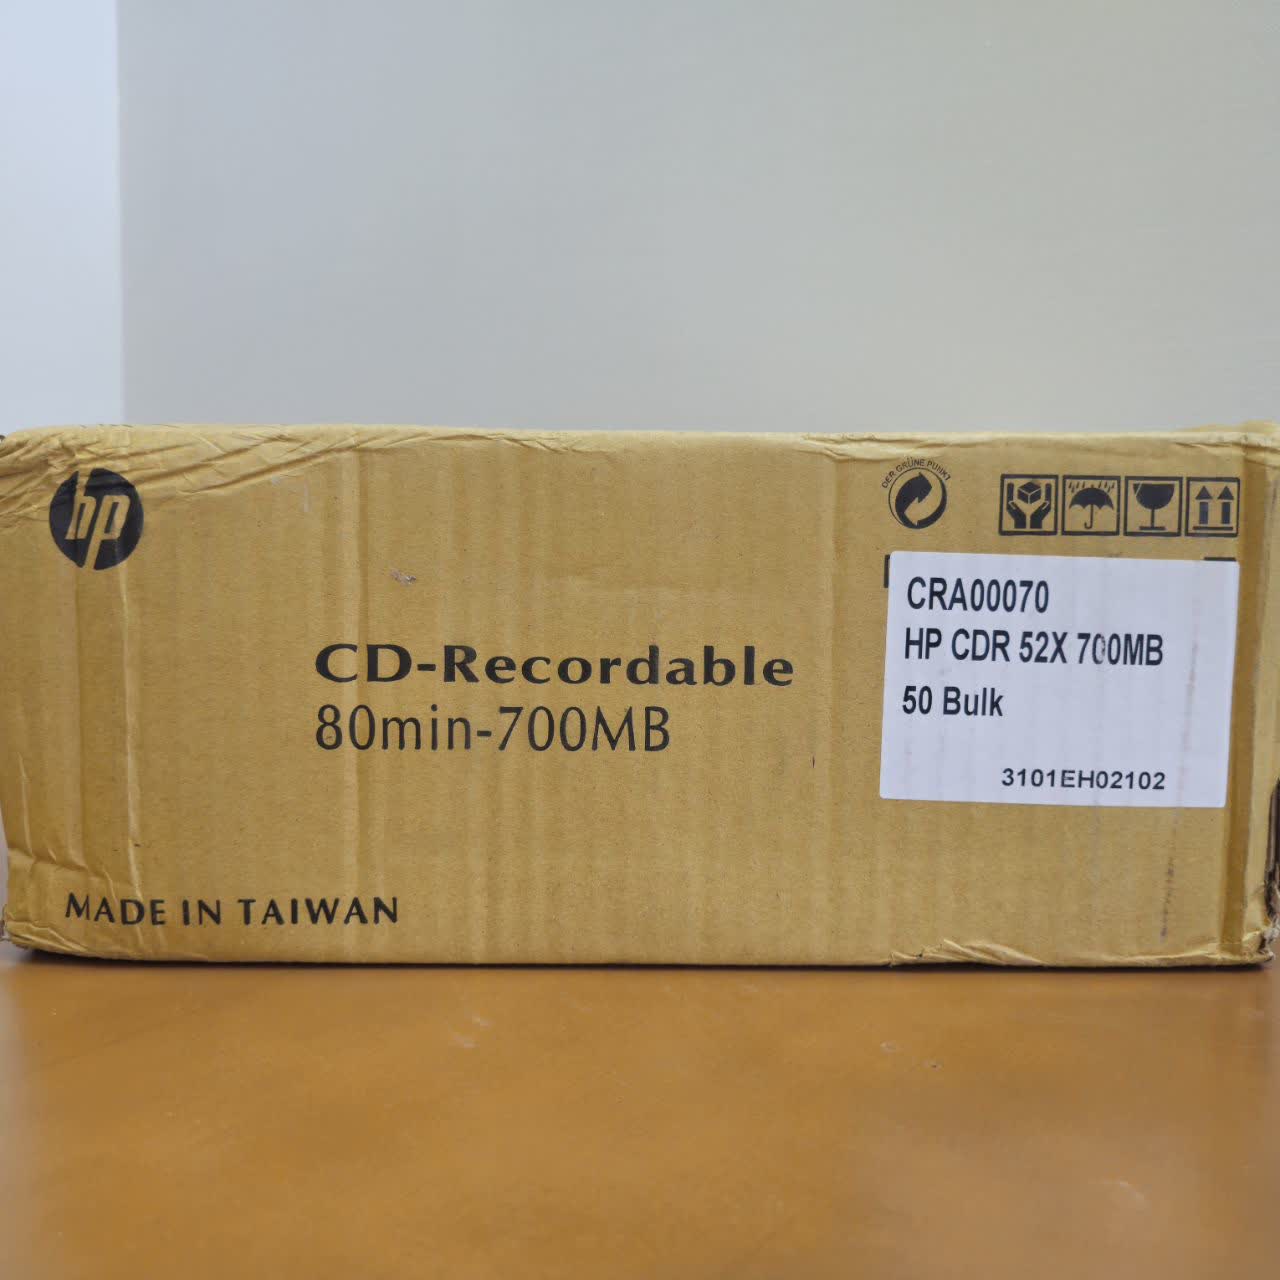 hp
DER GRÜNE PUNKT
CD-Recordable
80min-700MB
MADE IN TAIWAN
CRA00070
HP CDR 52X 700MB
50 Bulk
3101EH02102